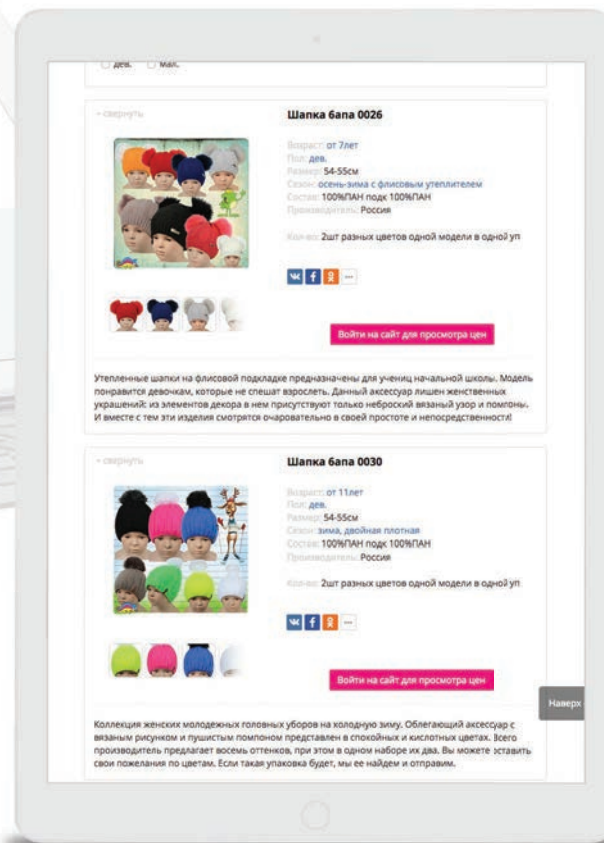 дев. мал.
- свернуть
Шапка бапа 0026
Возраст: от 7лет
Пол: дев.
Размер: 54-55см
Сезон: осень-зима с флисовым утеплителем
Состав: 100%ПАН подк 100%ПАН
Производитель: Россия
Кол-во: 2шт разных цветов одной модели в одной уп
Войти на сайт для просмотра цен
Утепленные шапки на флисовой подкладке предназначены для учениц начальной школы. Модель
понравится девочкам, которые не спешат взрослеть. Данный аксессуар лишен женственных
украшений: из элементов декора в нем присутствуют только неброский вязаный узор и помпоны.
И вместе с тем эти изделия смотрятся очаровательно в своей простоте и непосредственности!
- свернуть
Шапка бапа 0030
Возраст: от 11лет
Пол: дев.
Размер: 54-55см
Сезон: зима, двойная плотная
Состав: 100%ПАН подк 100%ПАН
Производитель: Россия
Кол-во: 2шт разных цветов одной модели в одной уп
Войти на сайт для просмотра цен
Наверх
Коллекция женских молодежных головных уборов на холодную зиму. Облегающий аксессуар с
вязаным рисунком и пушистым помпоном представлен в спокойных и кислотных цветах. Всего
производитель предлагает восемь оттенков, при этом в одном наборе их два. Вы можете оставить
свои пожелания по цветам. Если такая упаковка будет, мы ее найдем и отправим.